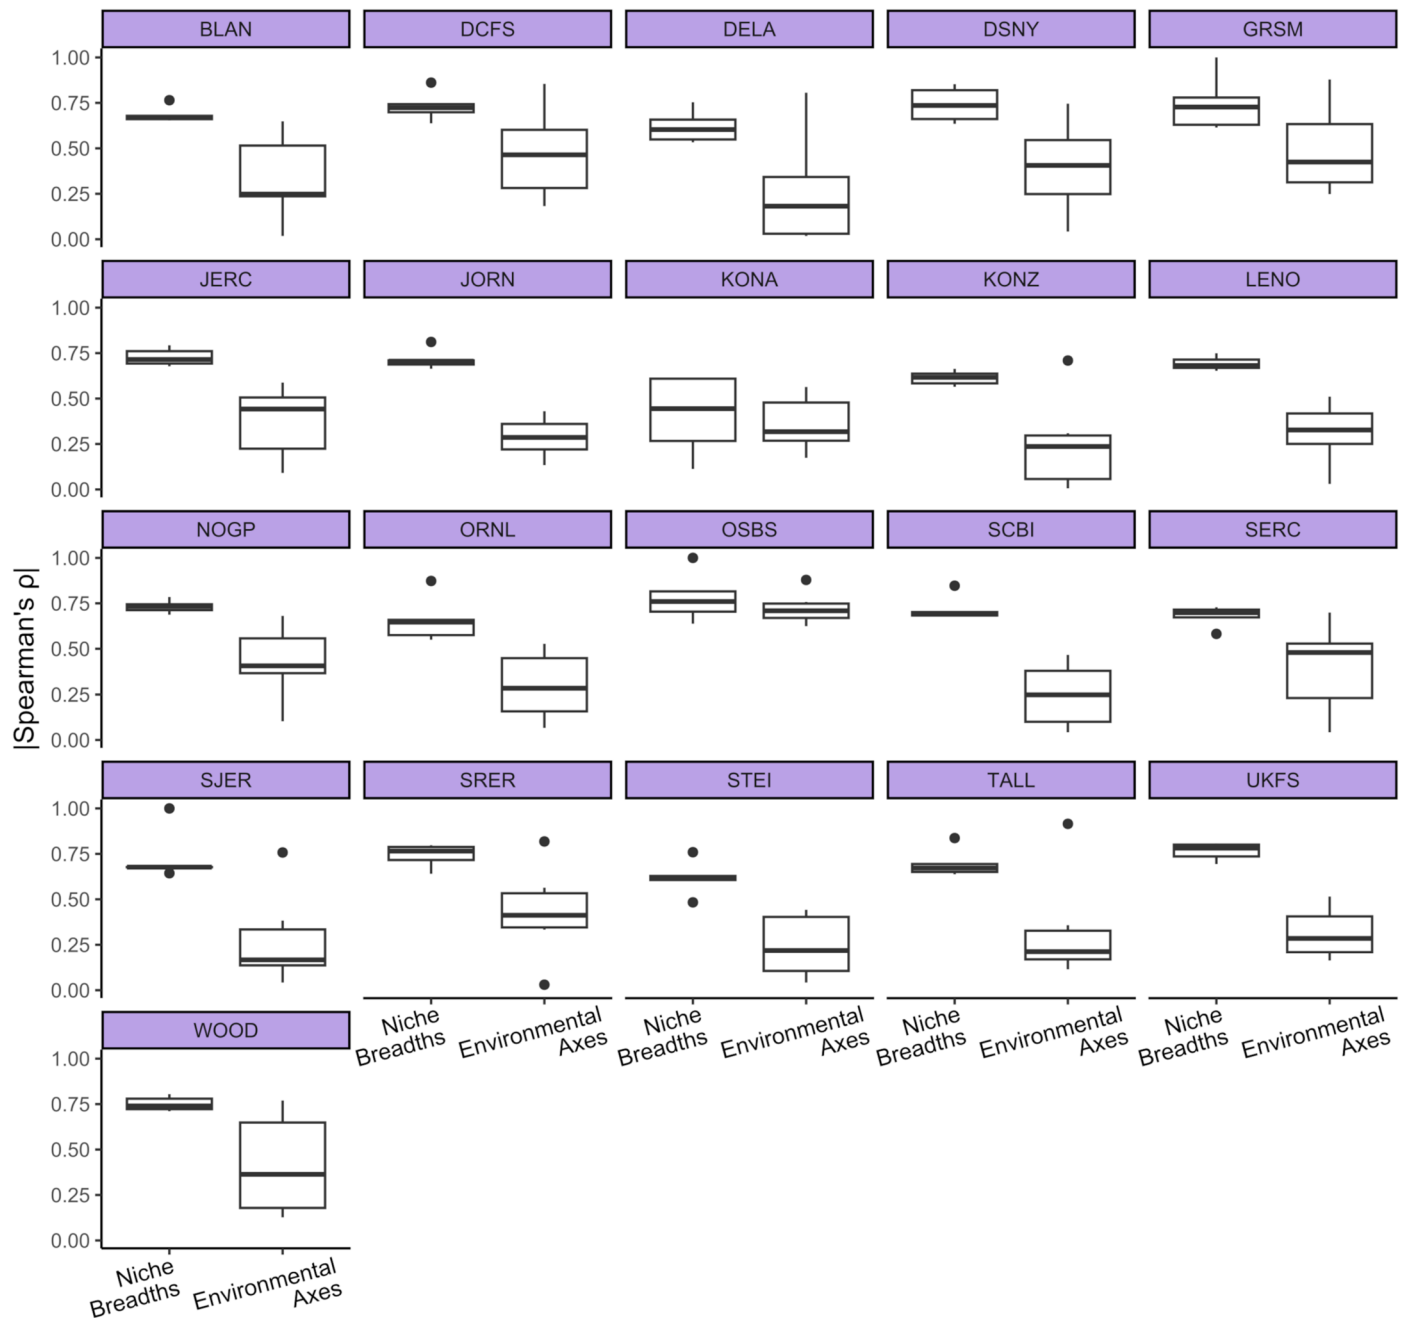 BLAN DCFS DELA DSNY GRSM
1.00
0.75
0.50
0.25
0.00
JERC JORN KONA KONZ LENO
1.00
0.75
0.50
0.25
0.00
NOGP ORNL OSBS SCBI SERC
1.00
0.75
0.50
0.25
0.00
|Spearman's ρ|
SJER SRER STEI TALL UKFS
1.00
0.75
0.50
0.25
0.00
Niche
Breadths
Environmental
Axes
Niche
Breadths
Environmental
Axes
Niche
Breadths
Environmental
Axes
Niche
Breadths
Environmental
Axes
WOOD
1.00
0.75
0.50
0.25
0.00
Niche
Breadths
Environmental
Axes